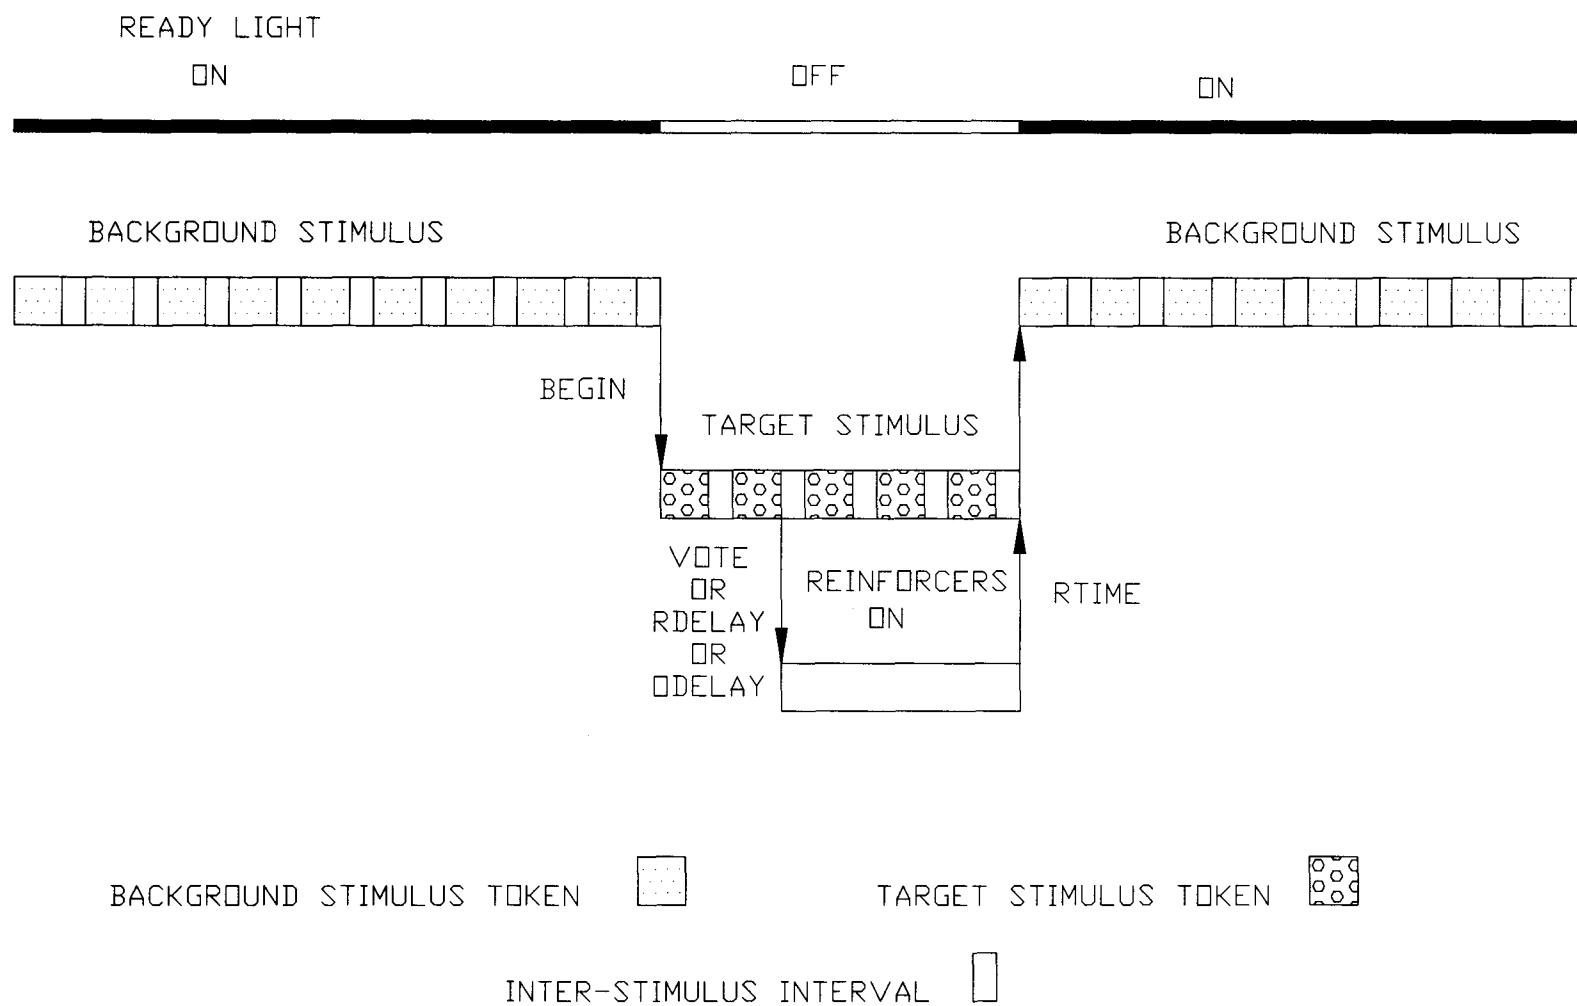 READY LIGHT
ON
OFF
ON
BACKGROUND STIMULUS
BACKGROUND STIMULUS
BEGIN
TARGET STIMULUS
VOTE
OR
RDELAY
OR
ODELAY
REINFORCERS
ON
RTIME
BACKGROUND STIMULUS TOKEN
TARGET STIMULUS TOKEN
INTER-STIMULUS INTERVAL